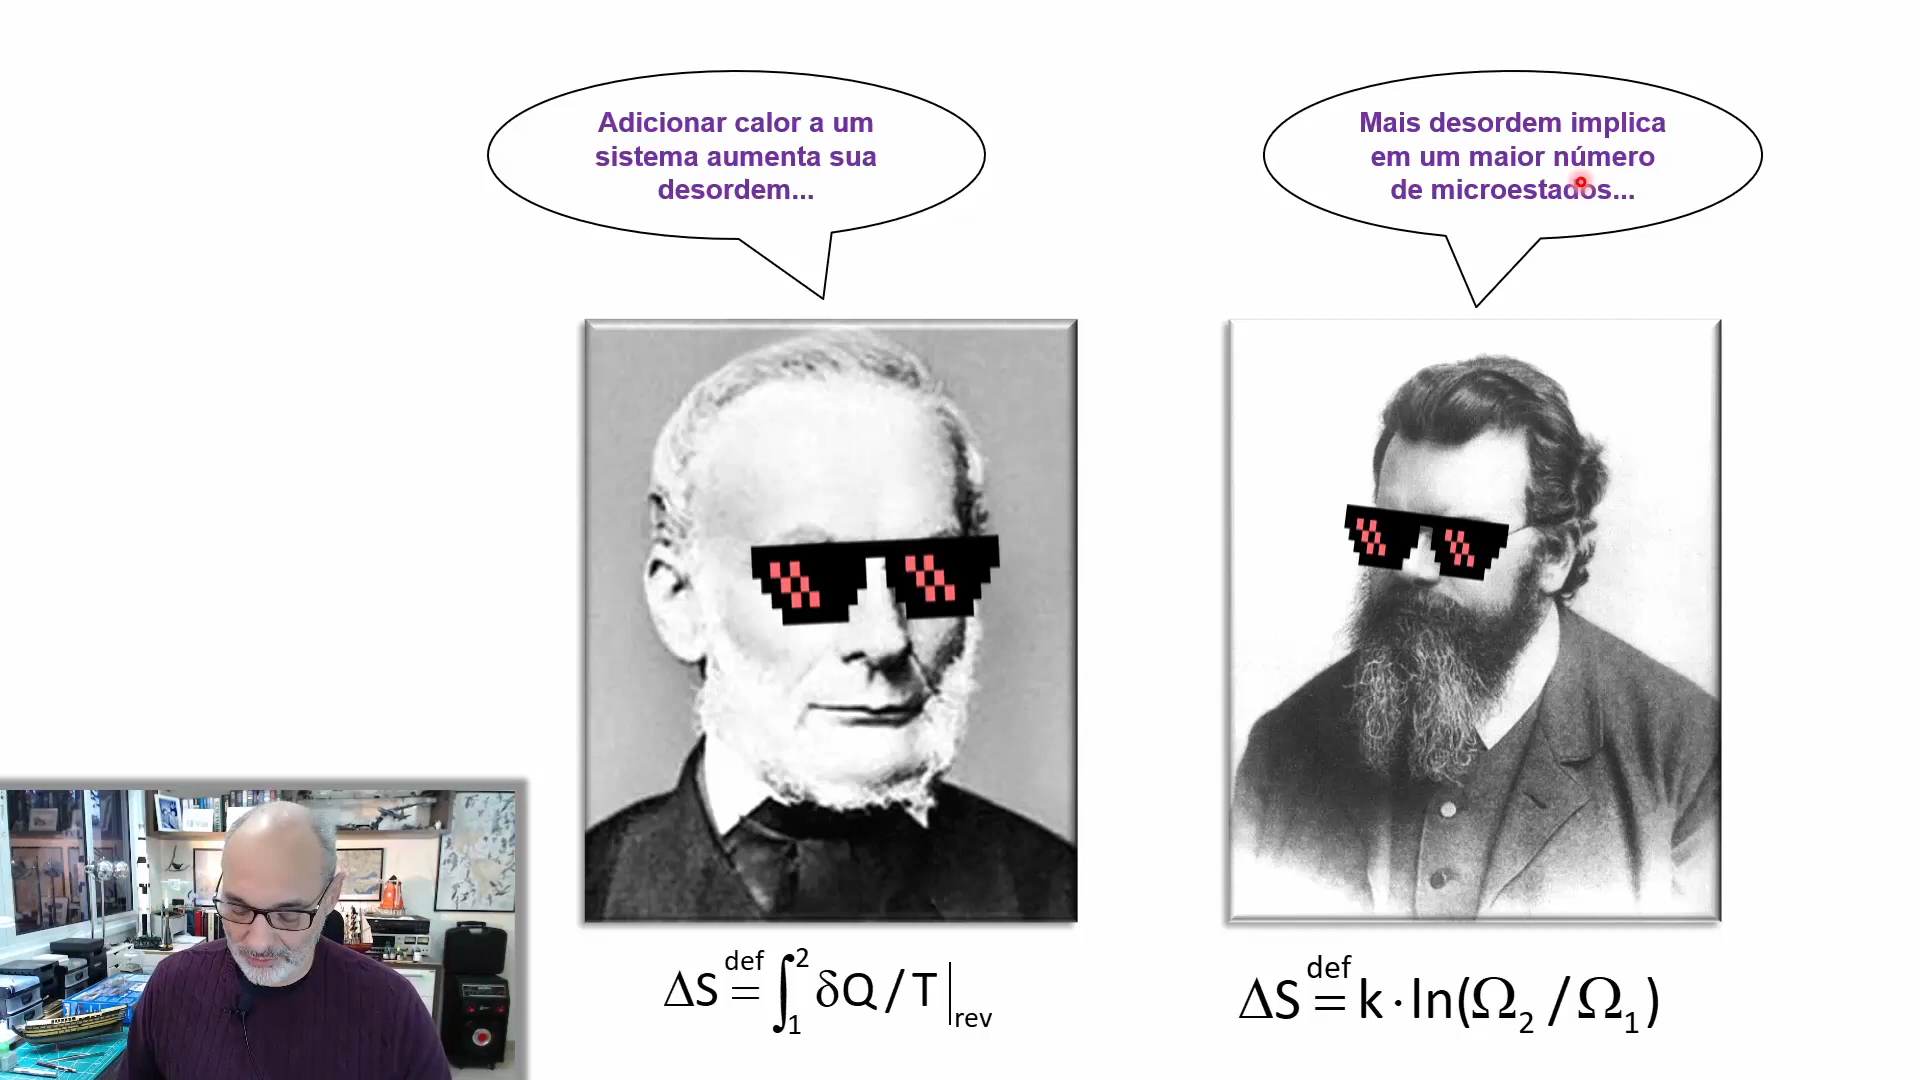 Adicionar calor a um
sistema aumenta sua
desordem...
Mais desordem implica
em um maior número
de microestados...
ΔS def= ∫₁² δQ / T |rev
ΔS def= k · ln(Ω₂ / Ω₁)